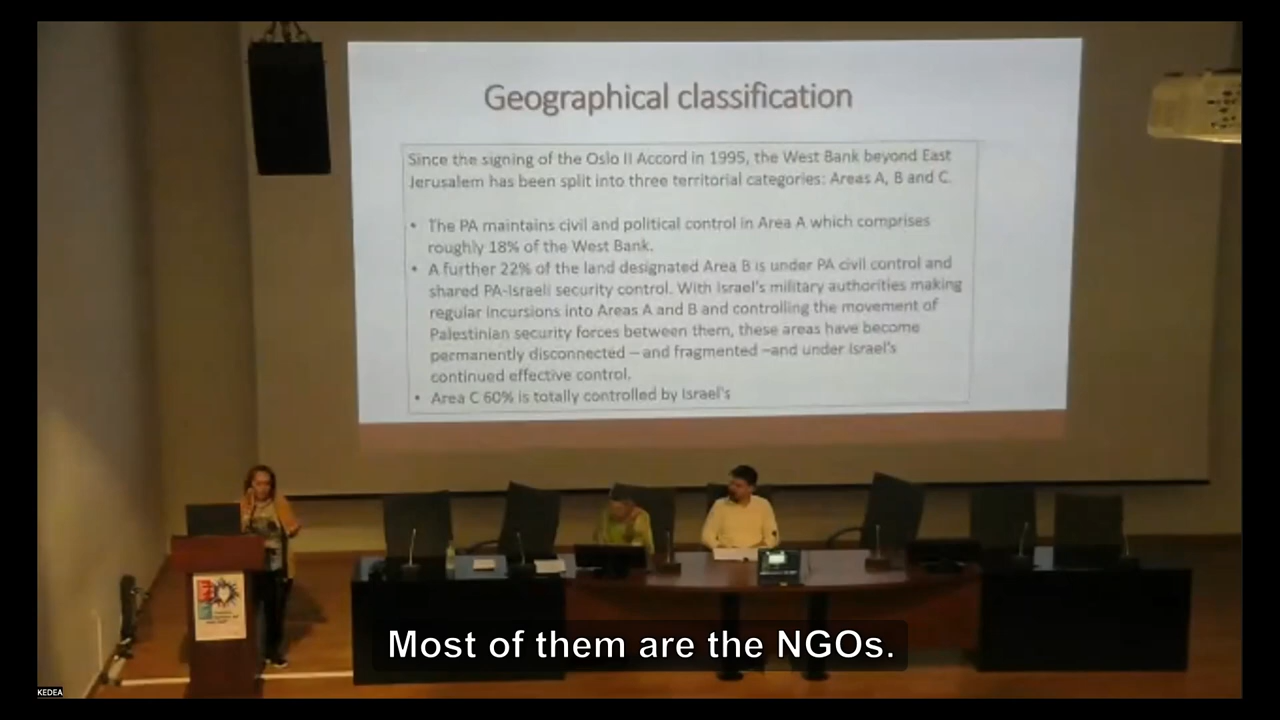 Geographical classification
Since the signing of the Oslo II Accord in 1995, the West Bank beyond East
Jerusalem has been split into three territorial categories: Areas A, B and C.
• The PA maintains civil and political control in Area A which comprises
roughly 18% of the West Bank.
• A further 22% of the land designated Area B is under PA civil control and
shared PA-Israeli security control. With Israel's military authorities making
regular incursions into Areas A and B and controlling the movement of
Palestinian security forces between them, these areas have become
permanently disconnected – and fragmented –and under Israel's
continued effective control.
• Area C 60% is totally controlled by Israel's
Most of them are the NGOs.
KEDEA